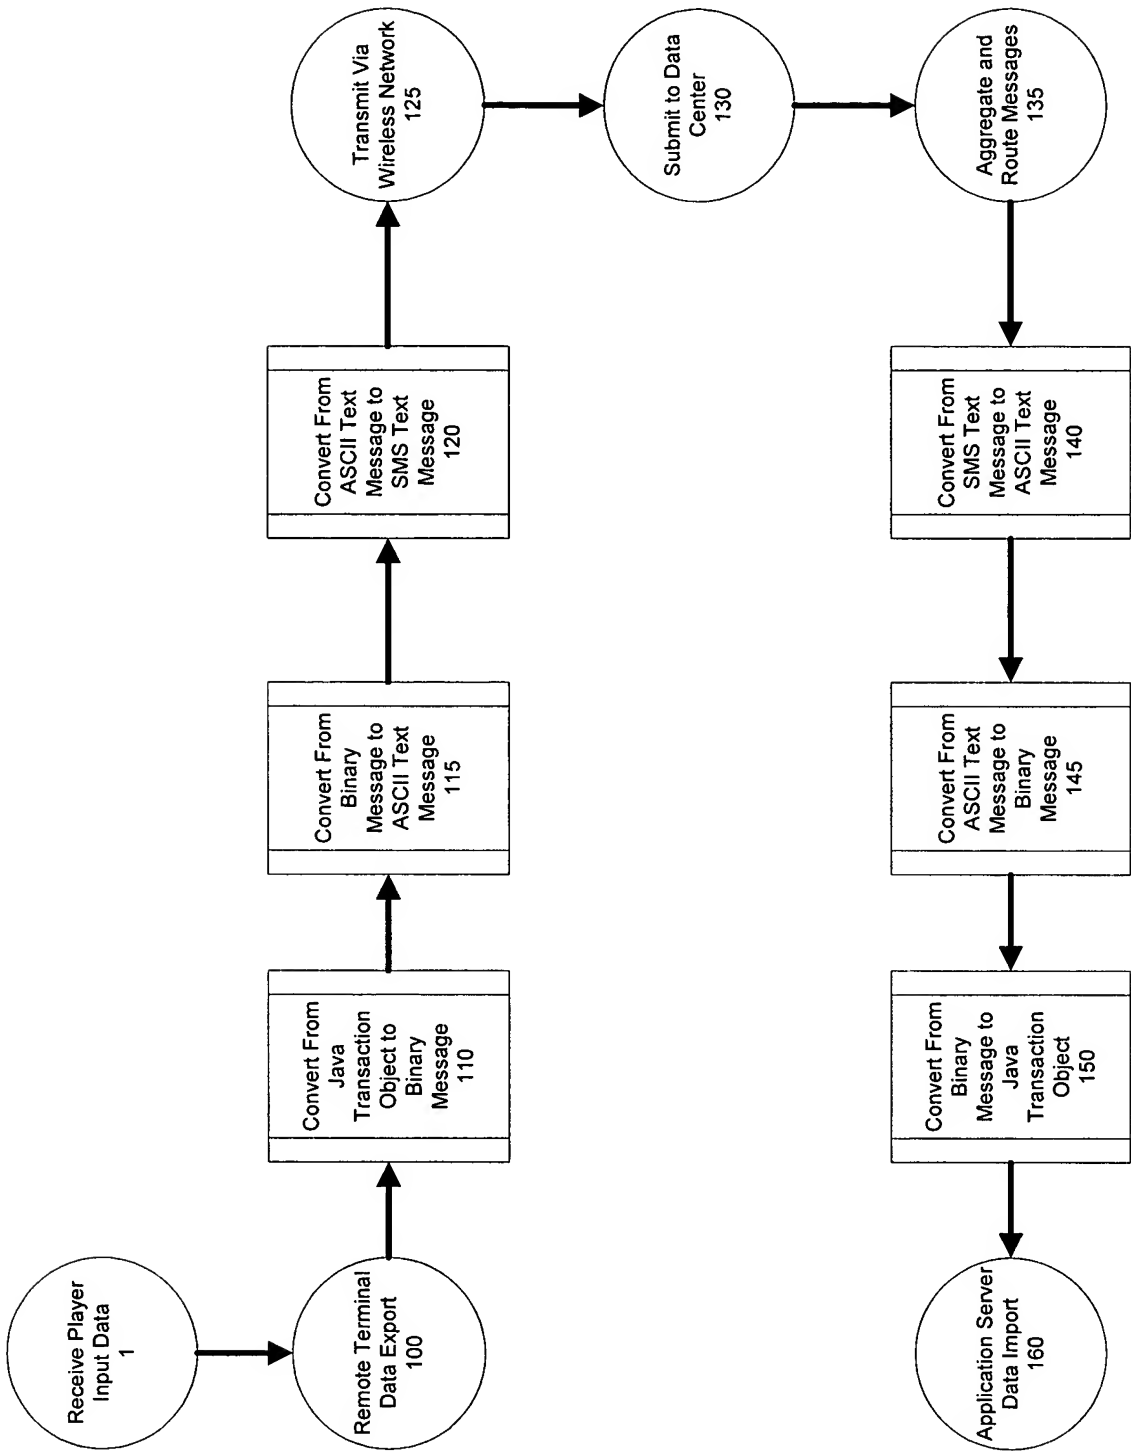 Receive Player
Input Data
1
Remote Terminal
Data Export
100
Convert From
Java
Transaction
Object to
Binary
Message
110
Convert From
Binary
Message to
ASCII Text
Message
115
Convert From
ASCII Text
Message to
SMS Text
Message
120
Transmit Via
Wireless Network
125
Submit to Data
Center
130
Aggregate and
Route Messages
135
Convert From
SMS Text
Message to
ASCII Text
Message
140
Convert From
ASCII Text
Message to
Binary
Message
145
Convert From
Binary
Message to
Java
Transaction
Object
150
Application Server
Data Import
160